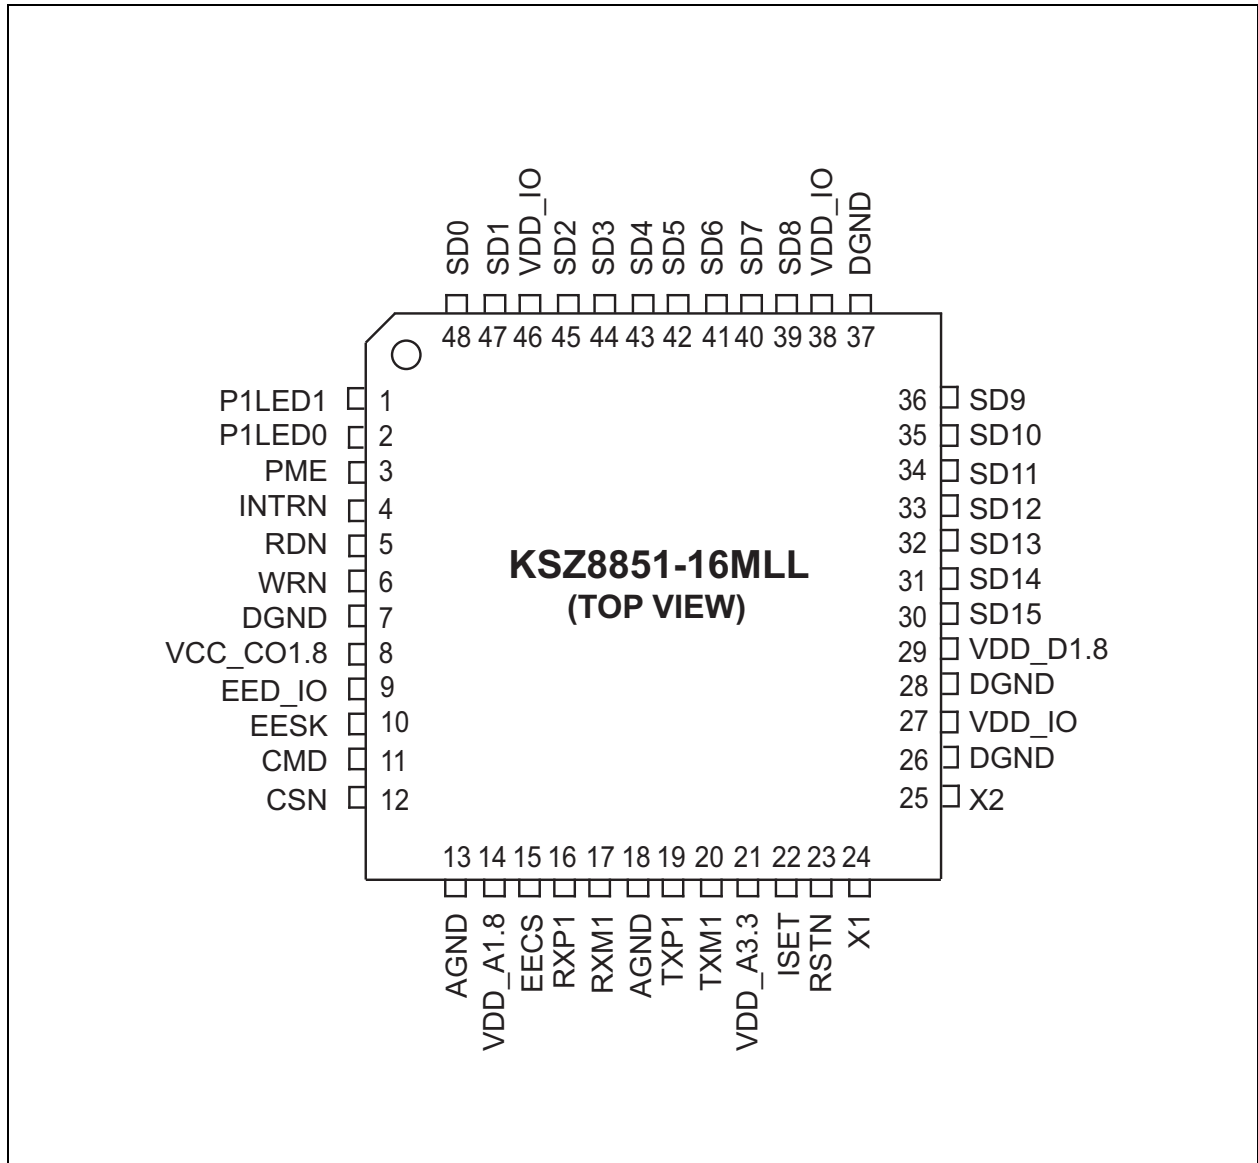 SD0
SD1
VDD_IO
SD2
SD3
SD4
SD5
SD6
SD7
SD8
VDD_IO
DGND
48 47 46 45 44 43 42 41 40 39 38 37
P1LED1 1
P1LED0 2
PME 3
INTRN 4
RDN 5
WRN 6
DGND 7
VCC_CO1.8 8
EED_IO 9
EESK 10
CMD 11
CSN 12
KSZ8851-16MLL
(TOP VIEW)
36 SD9
35 SD10
34 SD11
33 SD12
32 SD13
31 SD14
30 SD15
29 VDD_D1.8
28 DGND
27 VDD_IO
26 DGND
25 X2
13 14 15 16 17 18 19 20 21 22 23 24
AGND
VDD_A1.8
EECS
RXP1
RXM1
AGND
TXP1
TXM1
VDD_A3.3
ISET
RSTN
X1